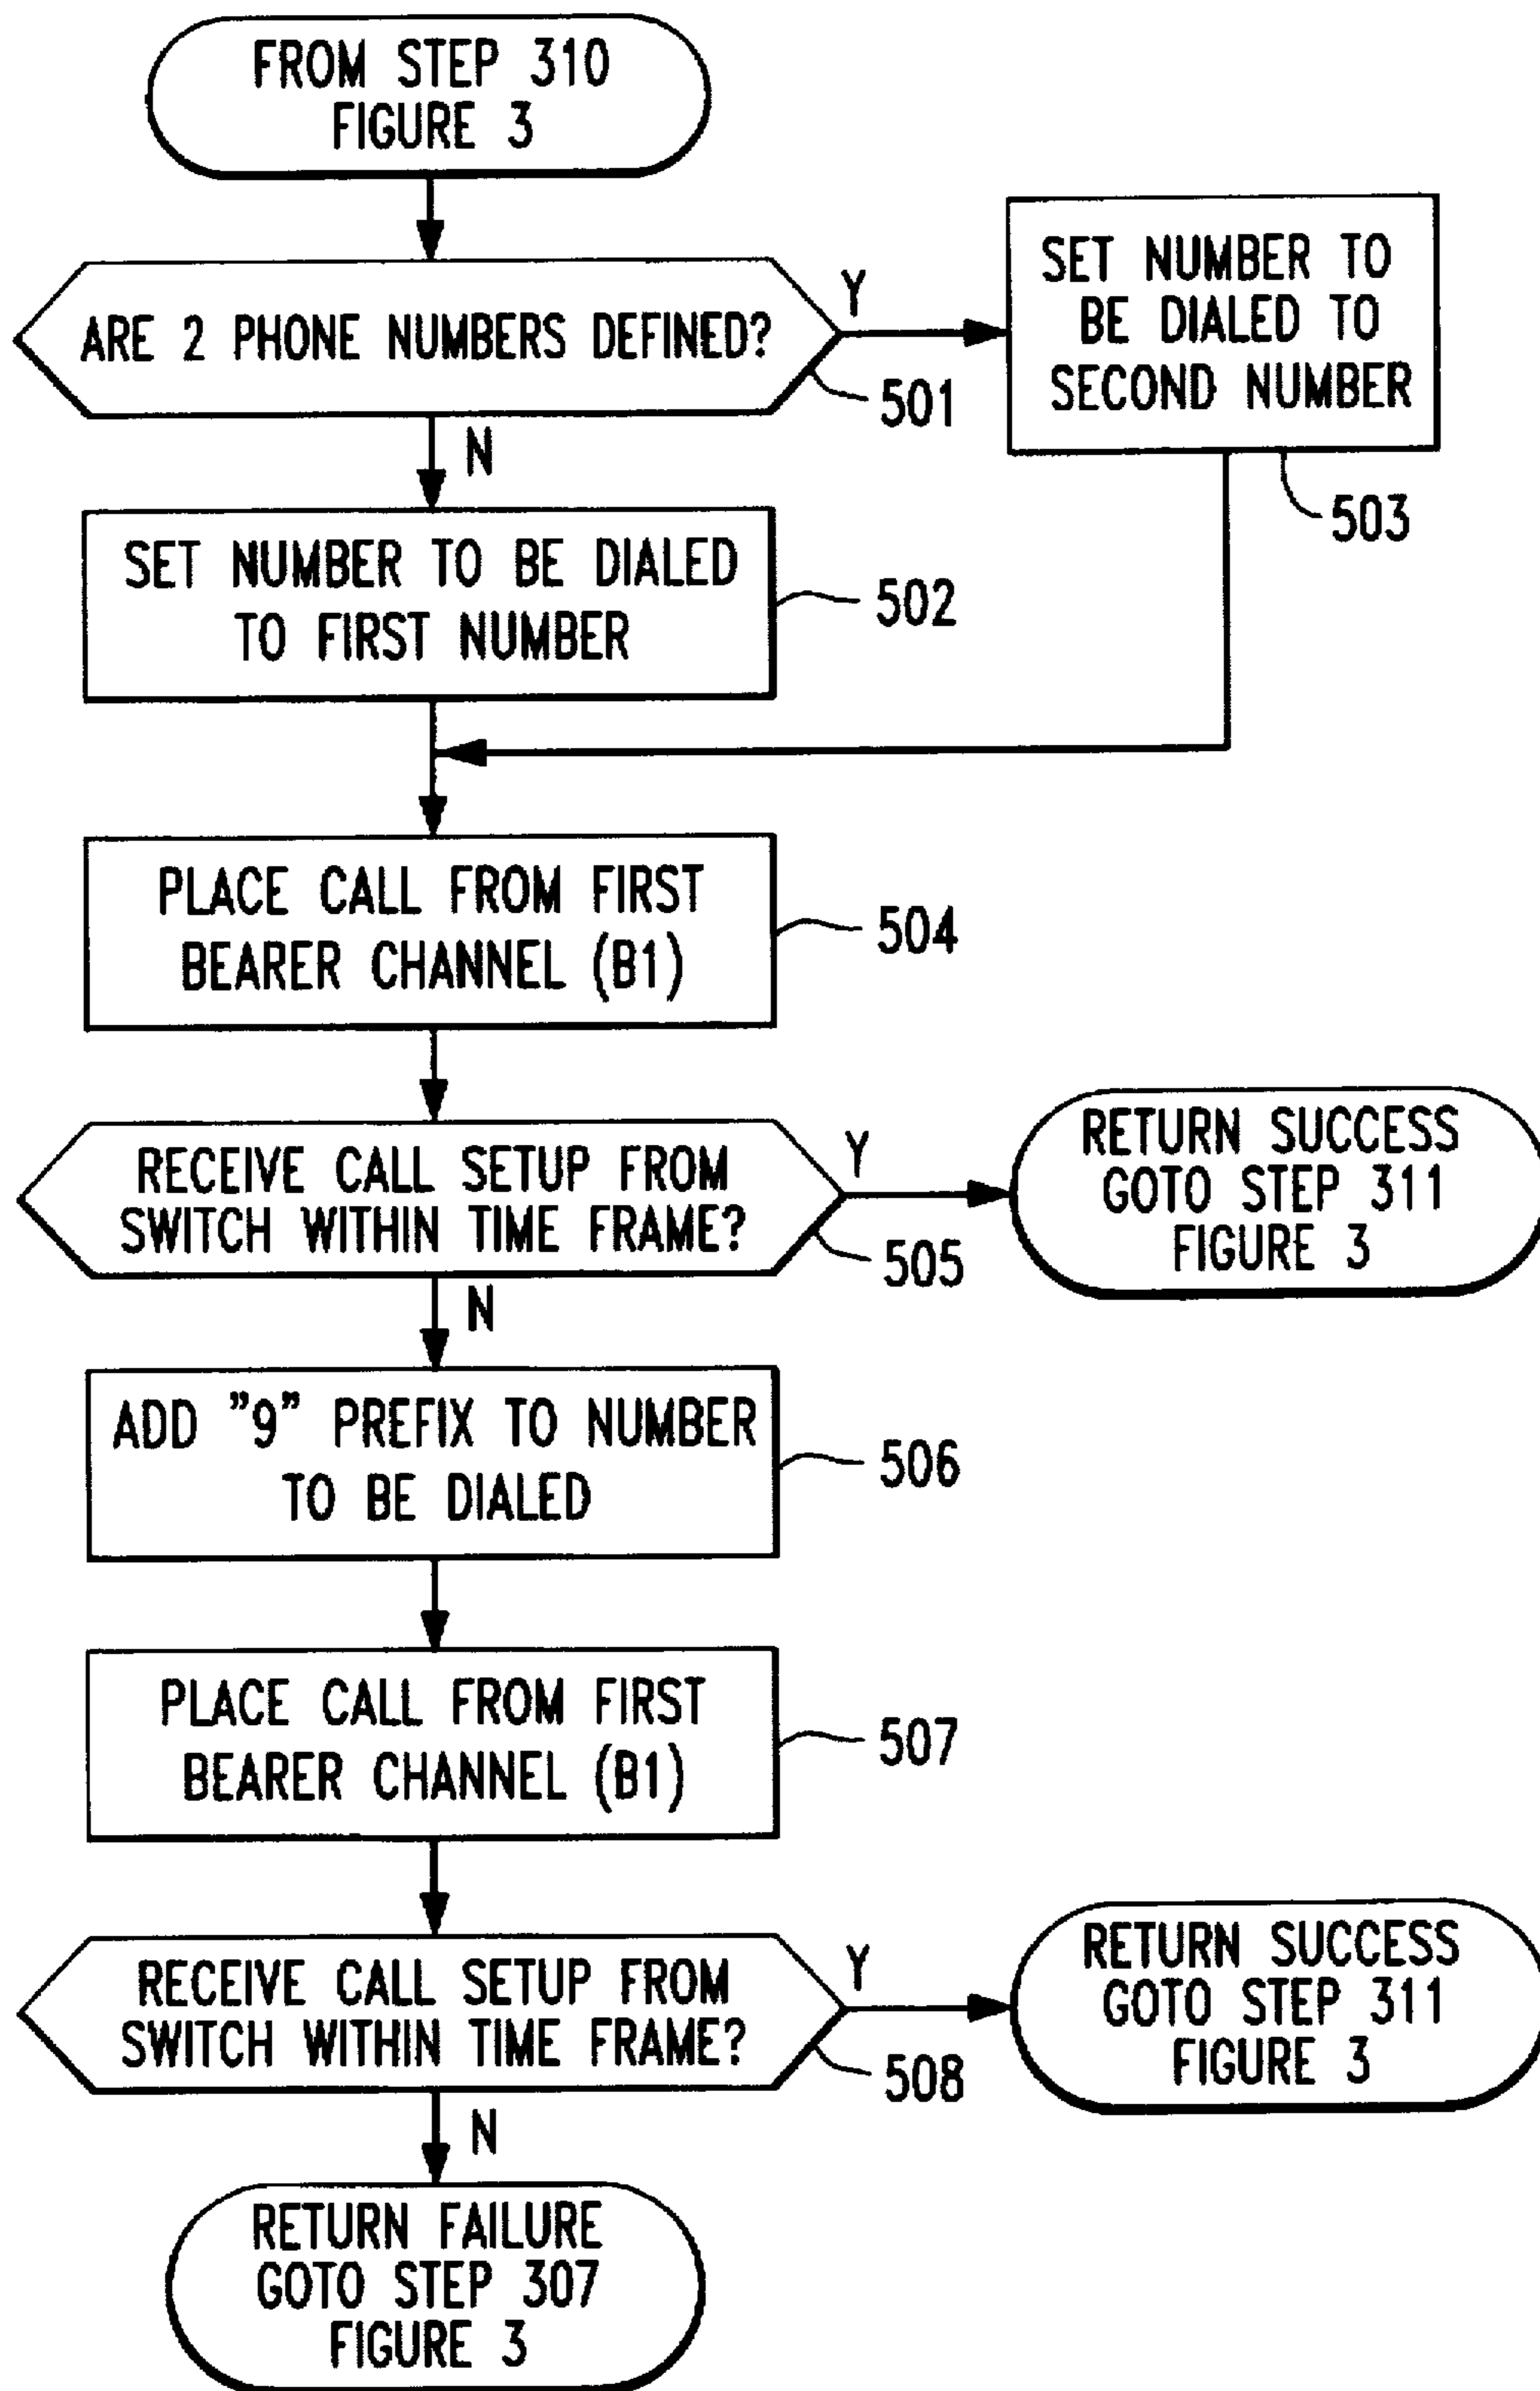 FROM STEP 310
FIGURE 3
ARE 2 PHONE NUMBERS DEFINED?
Y
501
SET NUMBER TO
BE DIALED TO
SECOND NUMBER
503
N
SET NUMBER TO BE DIALED
TO FIRST NUMBER
502
PLACE CALL FROM FIRST
BEARER CHANNEL (B1)
504
RECEIVE CALL SETUP FROM
SWITCH WITHIN TIME FRAME?
Y
505
RETURN SUCCESS
GOTO STEP 311
FIGURE 3
N
ADD "9" PREFIX TO NUMBER
TO BE DIALED
506
PLACE CALL FROM FIRST
BEARER CHANNEL (B1)
507
RECEIVE CALL SETUP FROM
SWITCH WITHIN TIME FRAME?
Y
508
RETURN SUCCESS
GOTO STEP 311
FIGURE 3
N
RETURN FAILURE
GOTO STEP 307
FIGURE 3